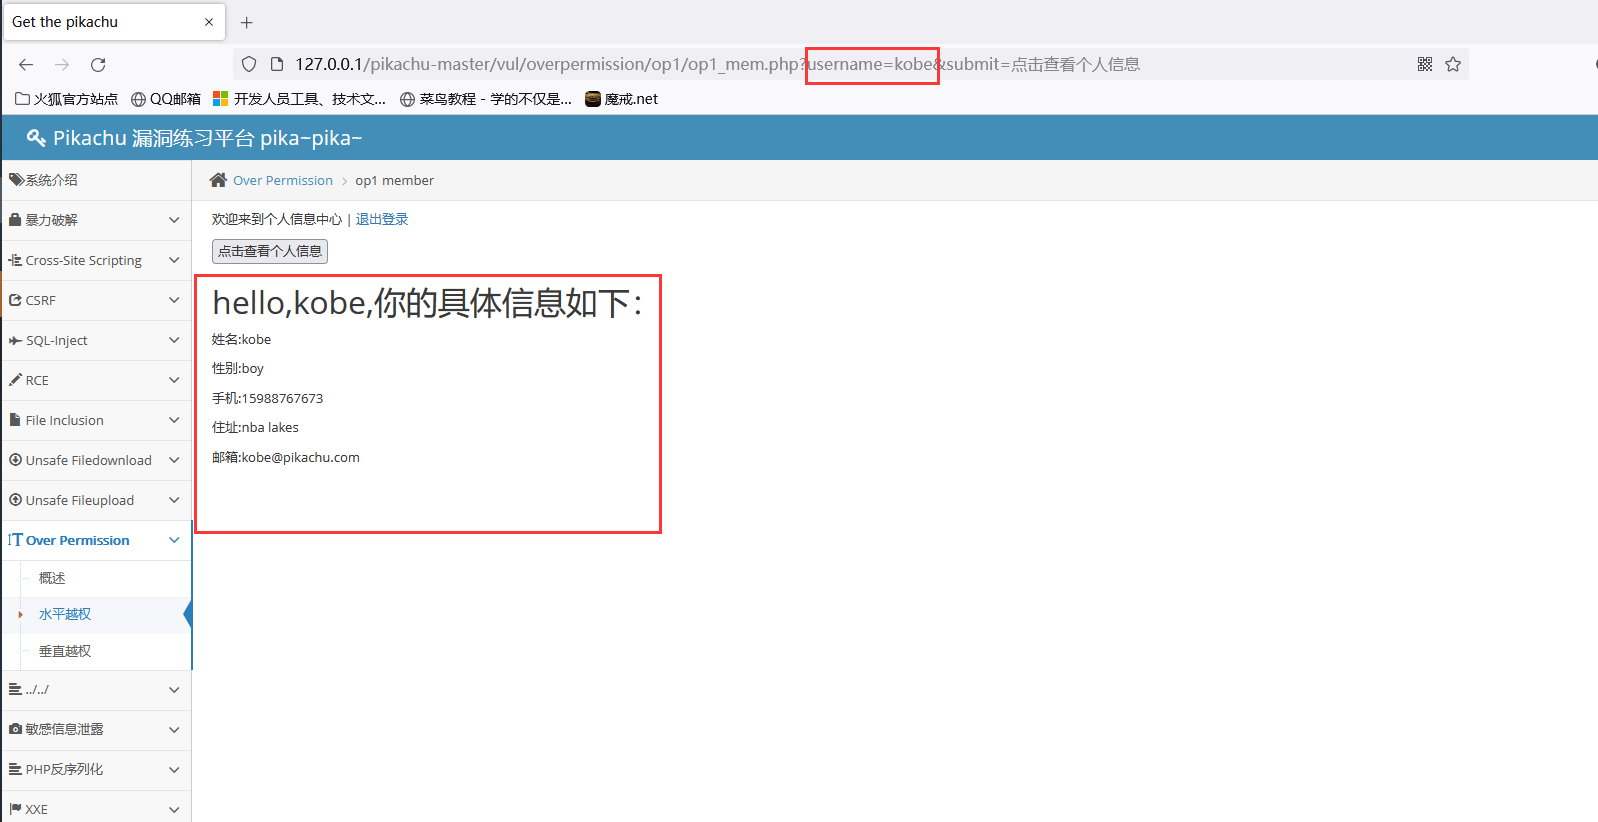 Get the pikachu
127.0.0.1/pikachu-master/vul/overpermission/op1/op1_mem.php?username=kobe&submit=点击查看个人信息
火狐官方站点 QQ邮箱 开发人员工具、技术文... 菜鸟教程 - 学的不仅是... 魔戒.net
Pikachu 漏洞练习平台 pika~pika~
系统介绍
暴力破解
Cross-Site Scripting
CSRF
SQL-Inject
RCE
File Inclusion
Unsafe Filedownload
Unsafe Fileupload
Over Permission
概述
水平越权
垂直越权
../../
敏感信息泄露
PHP反序列化
XXE
Over Permission > op1 member
欢迎来到个人信息中心 | 退出登录
点击查看个人信息
hello,kobe,你的具体信息如下：
姓名:kobe
性别:boy
手机:15988767673
住址:nba lakes
邮箱:kobe@pikachu.com